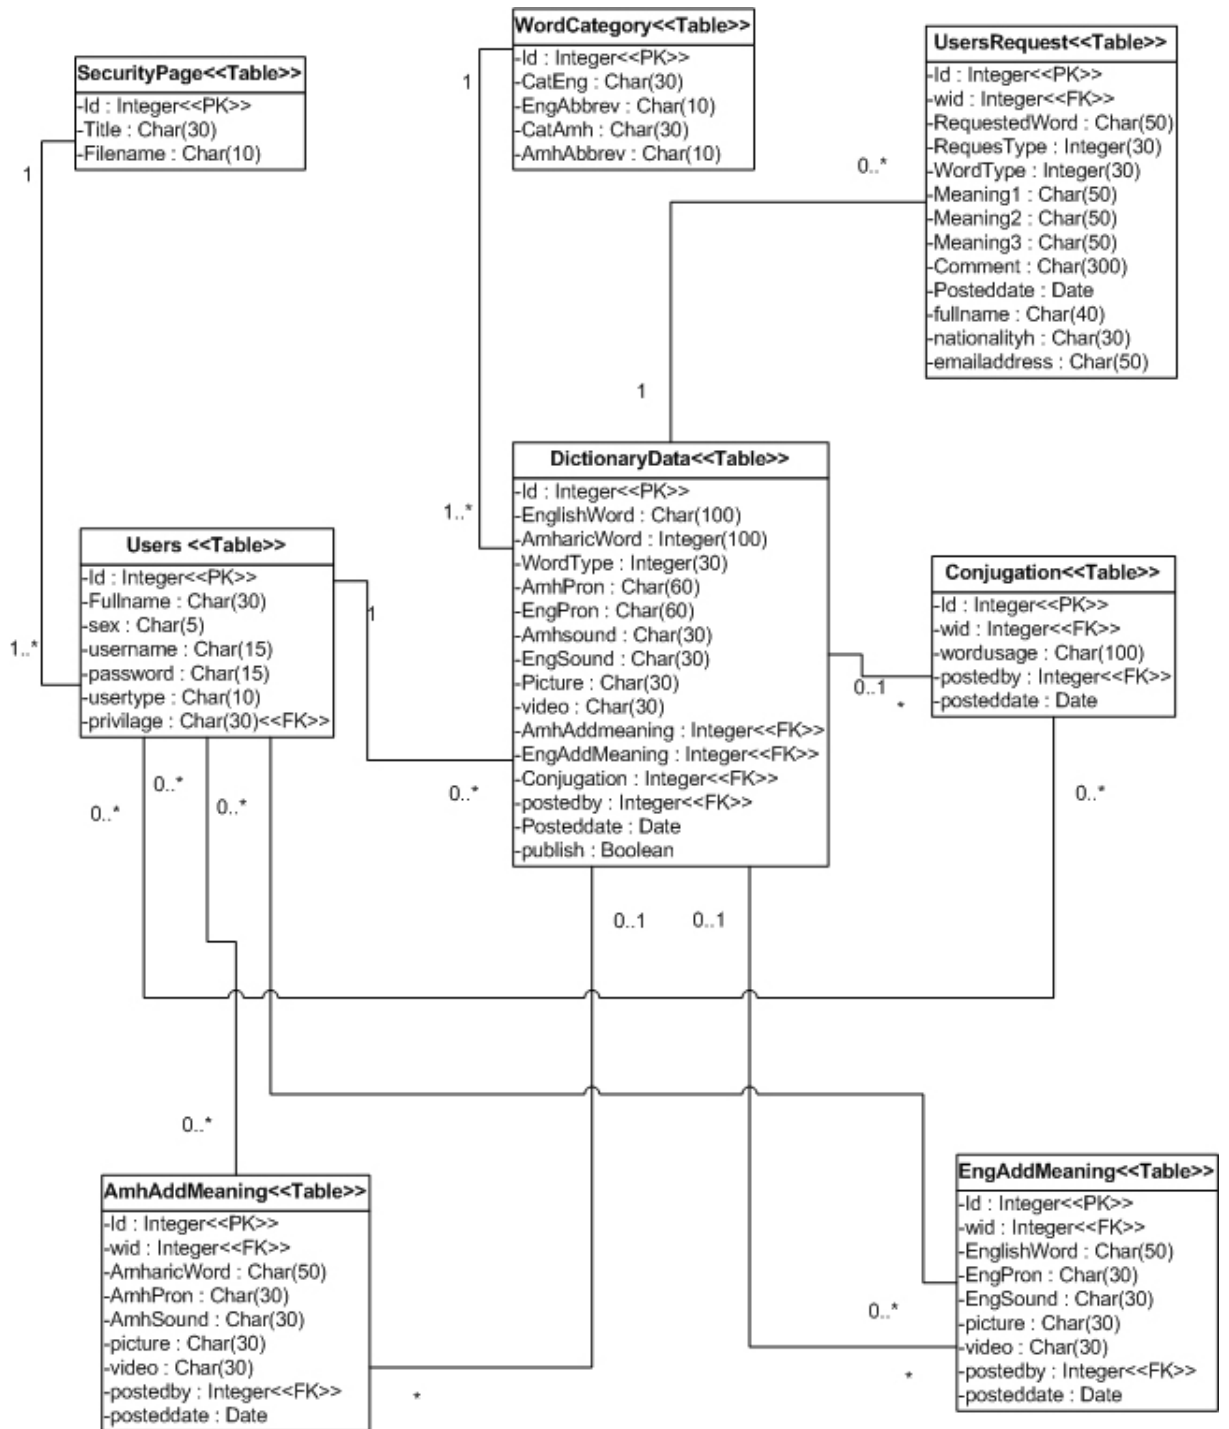 WordCategory<<Table>>
-Id : Integer<<PK>>
-CatEng : Char(30)
-EngAbbrev : Char(10)
-CatAmh : Char(30)
-AmhAbbrev : Char(10)
1
UsersRequest<<Table>>
-Id : Integer<<PK>>
-wid : Integer<<FK>>
-RequestedWord : Char(50)
-RequesType : Integer(30)
-WordType : Integer(30)
-Meaning1 : Char(50)
-Meaning2 : Char(50)
-Meaning3 : Char(50)
-Comment : Char(300)
-Posteddate : Date
-fullname : Char(40)
-nationalityh : Char(30)
-emailaddress : Char(50)
0..*
1
SecurityPage<<Table>>
-Id : Integer<<PK>>
-Title : Char(30)
-Filename : Char(10)
1
1..*
DictionaryData<<Table>>
-Id : Integer<<PK>>
-EnglishWord : Char(100)
-AmharicWord : Integer(100)
-WordType : Integer(30)
-AmhPron : Char(60)
-EngPron : Char(60)
-Amhsound : Char(30)
-EngSound : Char(30)
-Picture : Char(30)
-video : Char(30)
-AmhAddmeaning : Integer<<FK>>
-EngAddMeaning : Integer<<FK>>
-Conjugation : Integer<<FK>>
-postedby : Integer<<FK>>
-Posteddate : Date
-publish : Boolean
Users <<Table>>
-Id : Integer<<PK>>
-Fullname : Char(30)
-sex : Char(5)
-username : Char(15)
-password : Char(15)
-usertype : Char(10)
-privilage : Char(30)<<FK>>
1..*
1
0..*
Conjugation<<Table>>
-Id : Integer<<PK>>
-wid : Integer<<FK>>
-wordusage : Char(100)
-postedby : Integer<<FK>>
-posteddate : Date
0..1
*
0..*
0..*
0..*
0..*
0..1
0..1
0..*
AmhAddMeaning<<Table>>
-Id : Integer<<PK>>
-wid : Integer<<FK>>
-AmharicWord : Char(50)
-AmhPron : Char(30)
-AmhSound : Char(30)
-picture : Char(30)
-video : Char(30)
-postedby : Integer<<FK>>
-posteddate : Date
*
EngAddMeaning<<Table>>
-Id : Integer<<PK>>
-wid : Integer<<FK>>
-EnglishWord : Char(50)
-EngPron : Char(30)
-EngSound : Char(30)
-picture : Char(30)
-video : Char(30)
-postedby : Integer<<FK>>
-posteddate : Date
0..*
*